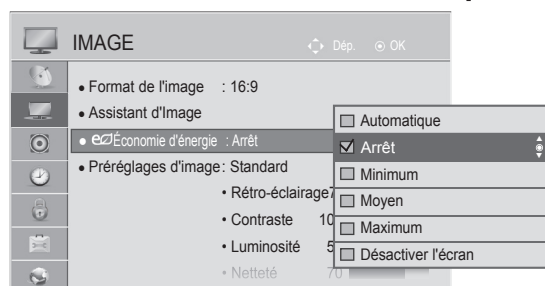 IMAGE
Dép. OK
• Format de l'image : 16:9
• Assistant d'Image
• Économie d'énergie : Arrêt
• Préréglages d'image : Standard
• Rétro-éclairage 7
• Contraste 10
• Luminosité 5
• Netteté 70
Automatique
Arrêt
Minimum
Moyen
Maximum
Désactiver l'écran